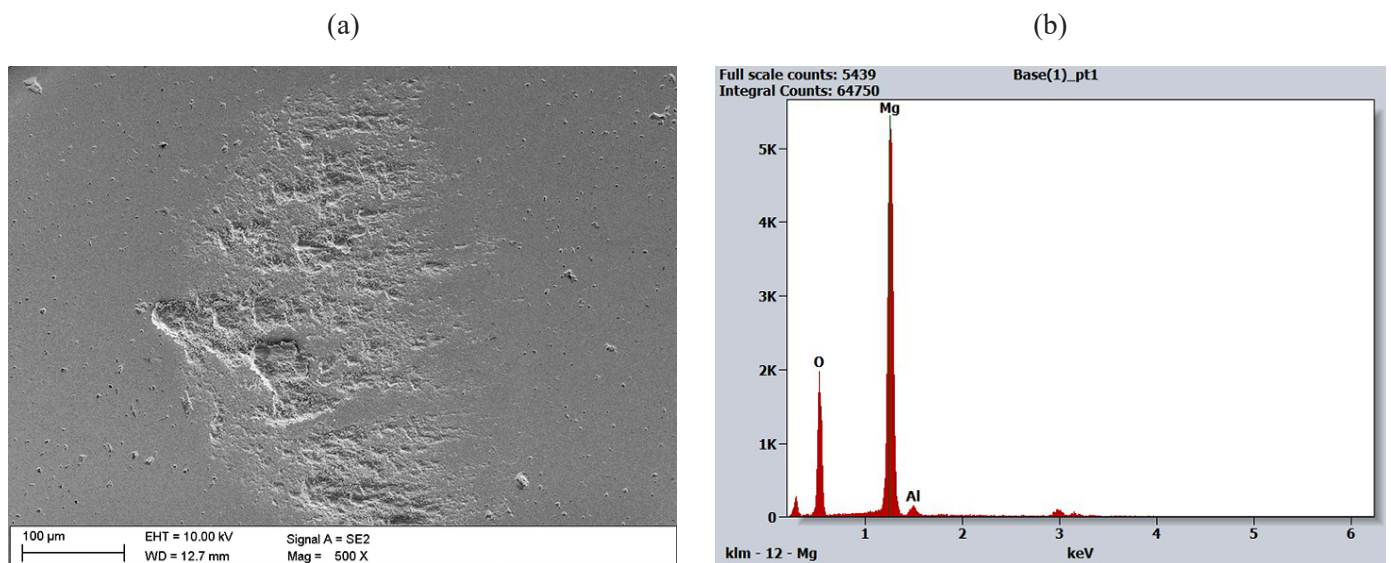 (a)
(b)
100 µm
EHT = 10.00 kV
Signal A = SE2
WD = 12.7 mm
Mag = 500 X
Full scale counts: 5439
Base(1)_pt1
Integral Counts: 64750
Mg
5K
4K
3K
O
2K
1K
Al
0
1 2 3 4 5 6
klm - 12 - Mg
keV